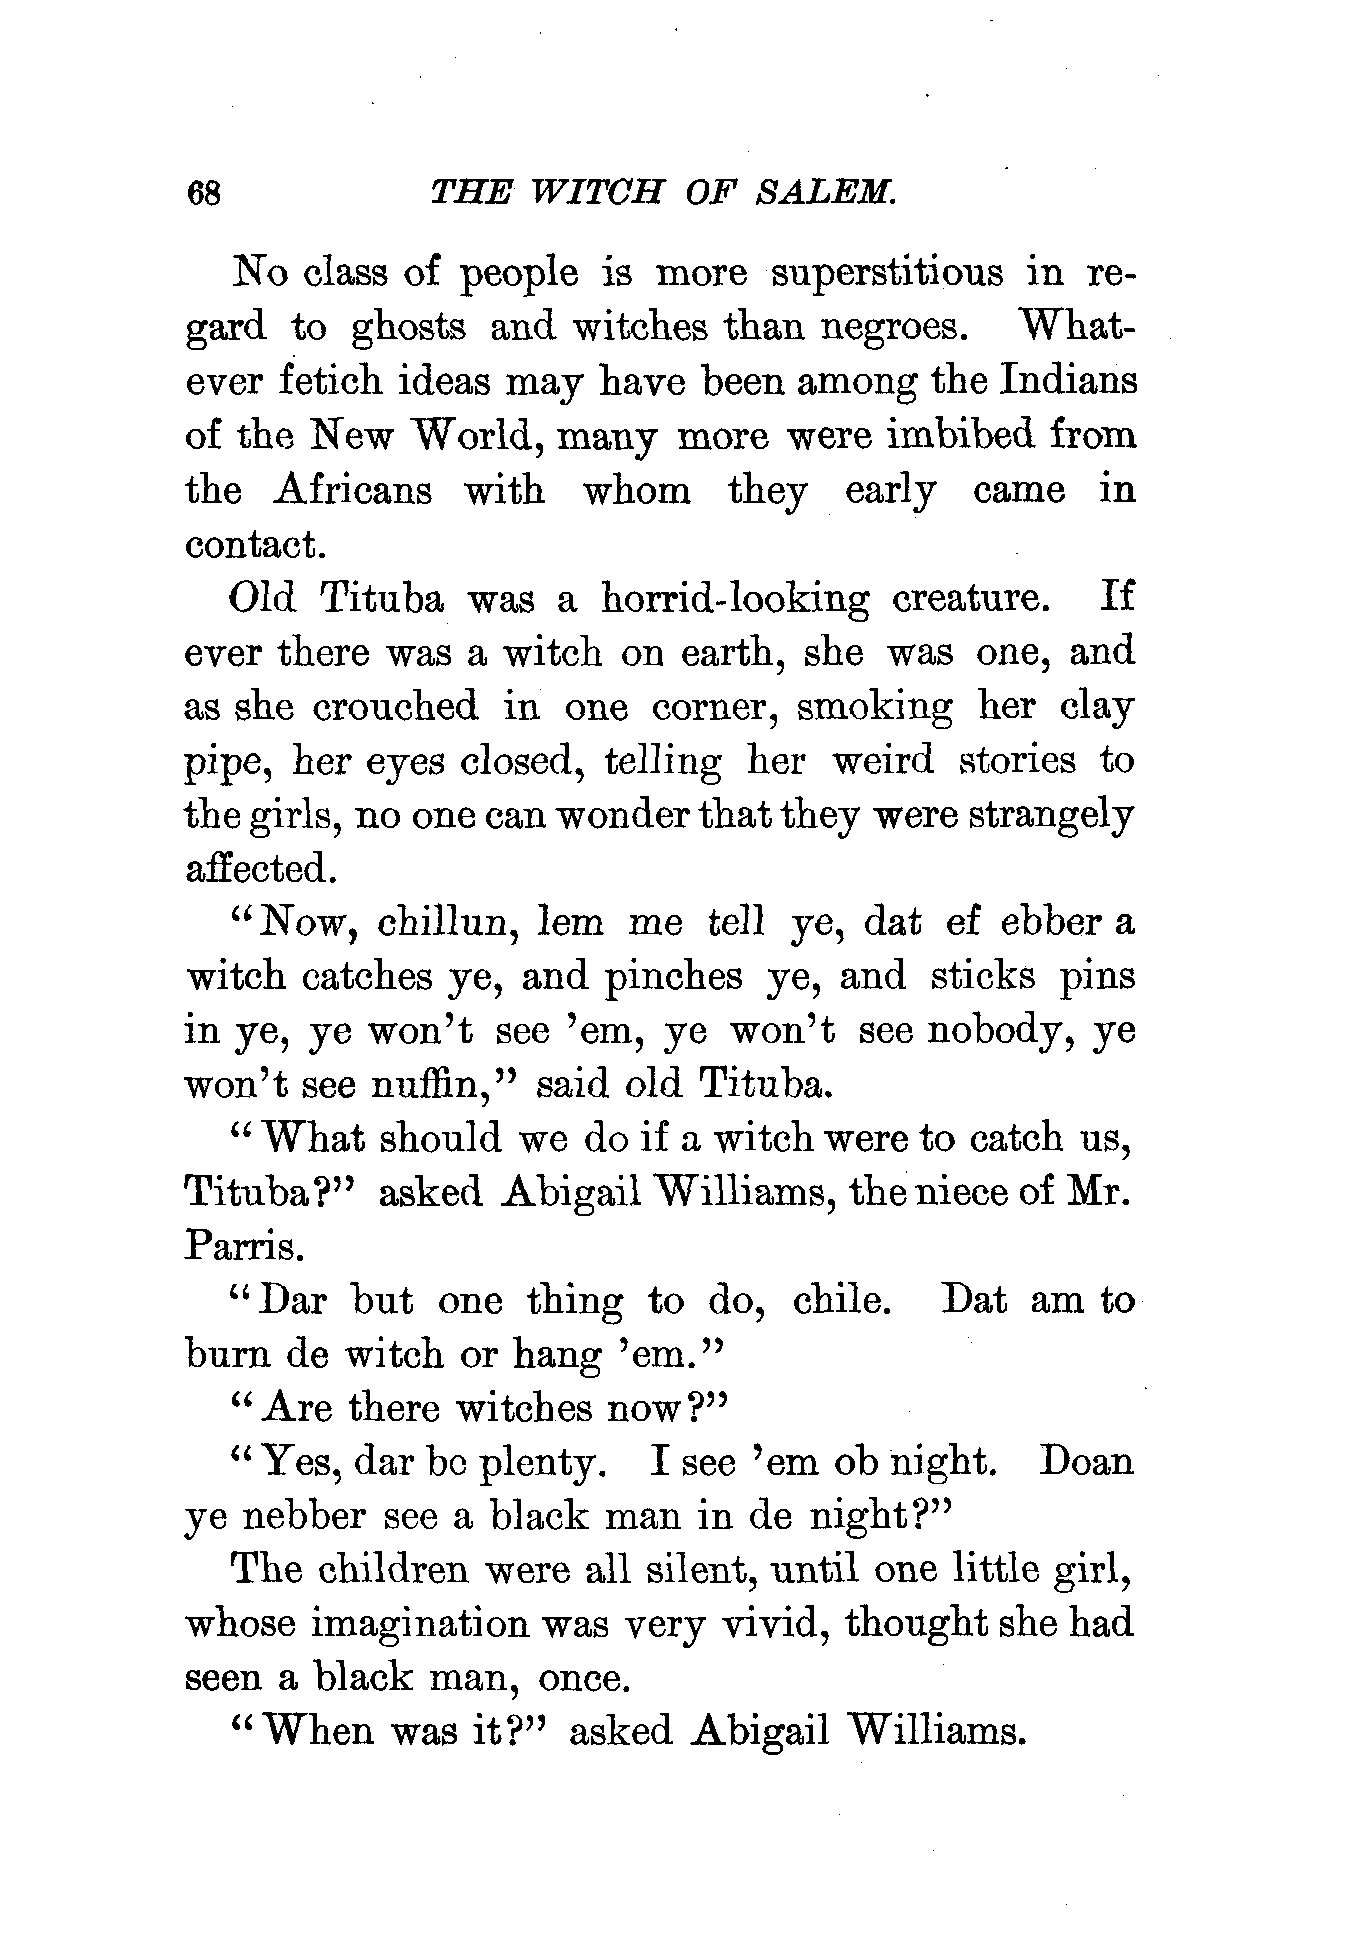 68 THE WITCH OF SALEM.
No class of people is more superstitious in re-
gard to ghosts and witches than negroes. What-
ever fetich ideas may have been among the Indians
of the New World, many more were imbibed from
the Africans with whom they early came in
contact.
Old Tituba was a horrid-looking creature. If
ever there was a witch on earth, she was one, and
as she crouched in one corner, smoking her clay
pipe, her eyes closed, telling her weird stories to
the girls, no one can wonder that they were strangely
affected.
"Now, chillun, lem me tell ye, dat ef ebber a
witch catches ye, and pinches ye, and sticks pins
in ye, ye won't see 'em, ye won't see nobody, ye
won't see nuffin," said old Tituba.
"What should we do if a witch were to catch us,
Tituba?" asked Abigail Williams, the niece of Mr.
Parris.
"Dar but one thing to do, chile. Dat am to
burn de witch or hang 'em."
"Are there witches now?"
"Yes, dar be plenty. I see 'em ob night. Doan
ye nebber see a black man in de night?"
The children were all silent, until one little girl,
whose imagination was very vivid, thought she had
seen a black man, once.
"When was it?" asked Abigail Williams.